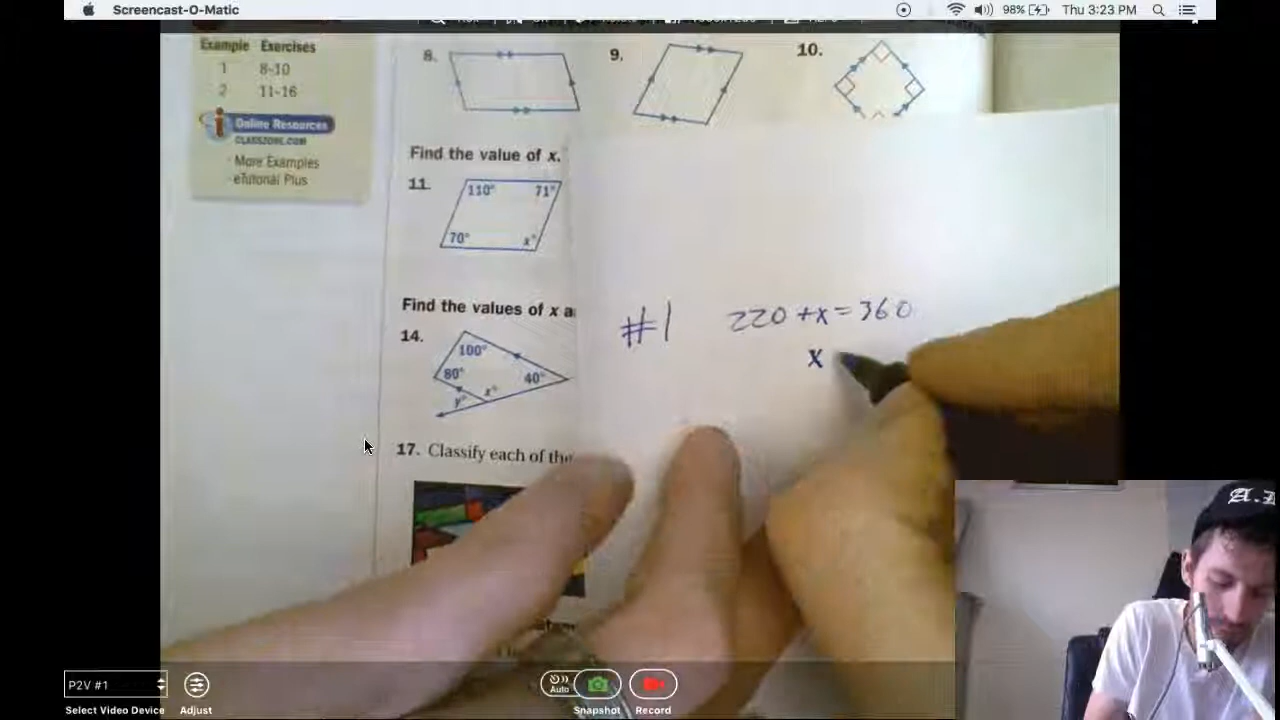 Screencast-O-Matic
98%
Thu 3:23 PM
Example Exercises
1 8-10
2 11-16
Online Resources
CLASSZONE.COM
· More Examples
· eTutorial Plus
8.
9.
10.
Find the value of x.
11.
110° 71°
70° x°
Find the values of x a
14.
100°
80° 40°
y° x°
17. Classify each of the
#1 220 + x = 360
x
A.
P2V #1
Auto
Select Video Device
Adjust
Snapshot
Record